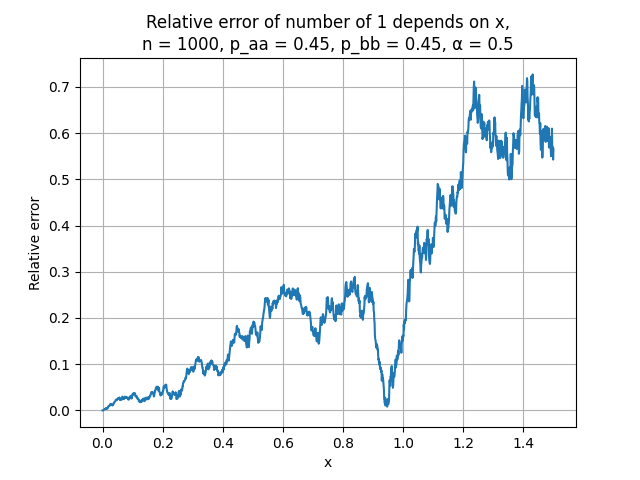 Relative error of number of 1 depends on x,
n = 1000, p_aa = 0.45, p_bb = 0.45, α = 0.5
Relative error
0.7
0.6
0.5
0.4
0.3
0.2
0.1
0.0
0.0 0.2 0.4 0.6 0.8 1.0 1.2 1.4
x